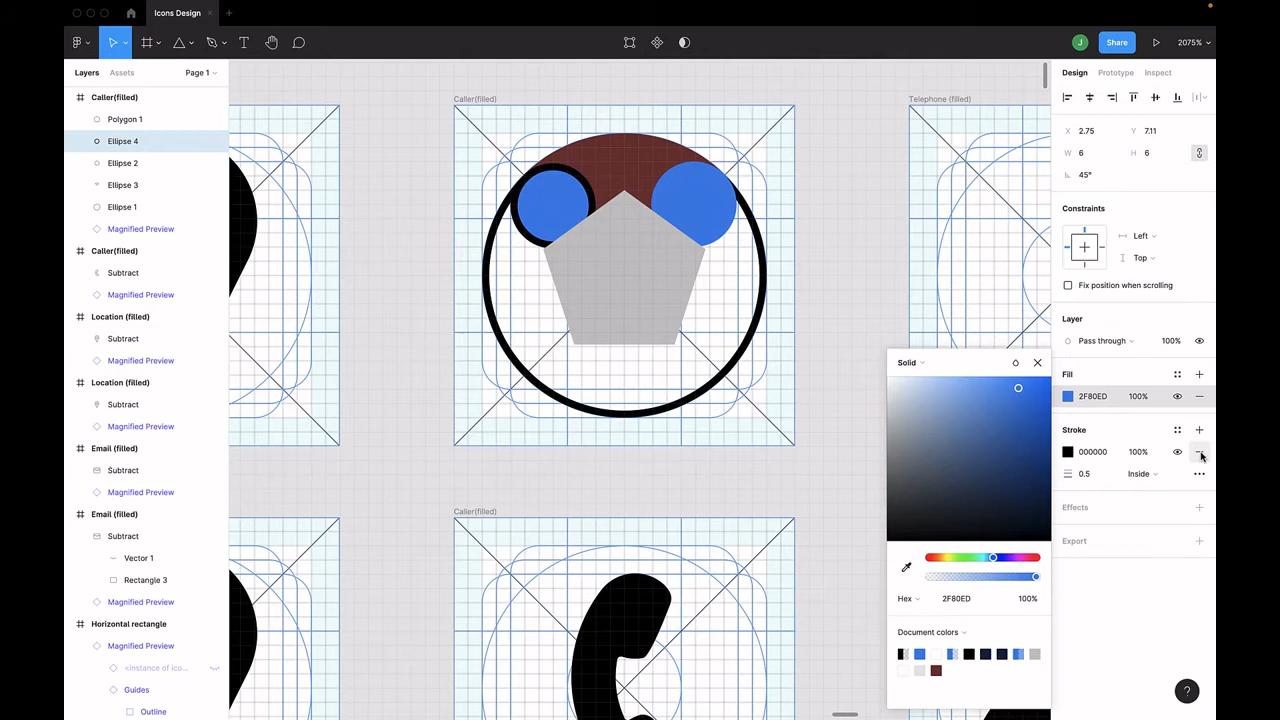 Icons Design
Share
2075%
J
Layers
Assets
Page 1
Caller(filled)
Polygon 1
Ellipse 4
Ellipse 2
Ellipse 3
Ellipse 1
Magnified Preview
Caller(filled)
Subtract
Magnified Preview
Location (filled)
Subtract
Magnified Preview
Location (filled)
Subtract
Magnified Preview
Email (filled)
Subtract
Magnified Preview
Email (filled)
Subtract
Vector 1
Rectangle 3
Magnified Preview
Horizontal rectangle
Magnified Preview
<instance of ico...
Guides
Outline
Caller(filled)
Telephone (filled)
Caller(filled)
Design
Prototype
Inspect
X 2.75 Y 7.11
W 6 H 6
45°
Constraints
Left
Top
Fix position when scrolling
Layer
Pass through 100%
Fill
2F80ED 100%
Stroke
000000 100%
0.5 Inside
Effects
Export
Solid
Hex 2F80ED 100%
Document colors
?